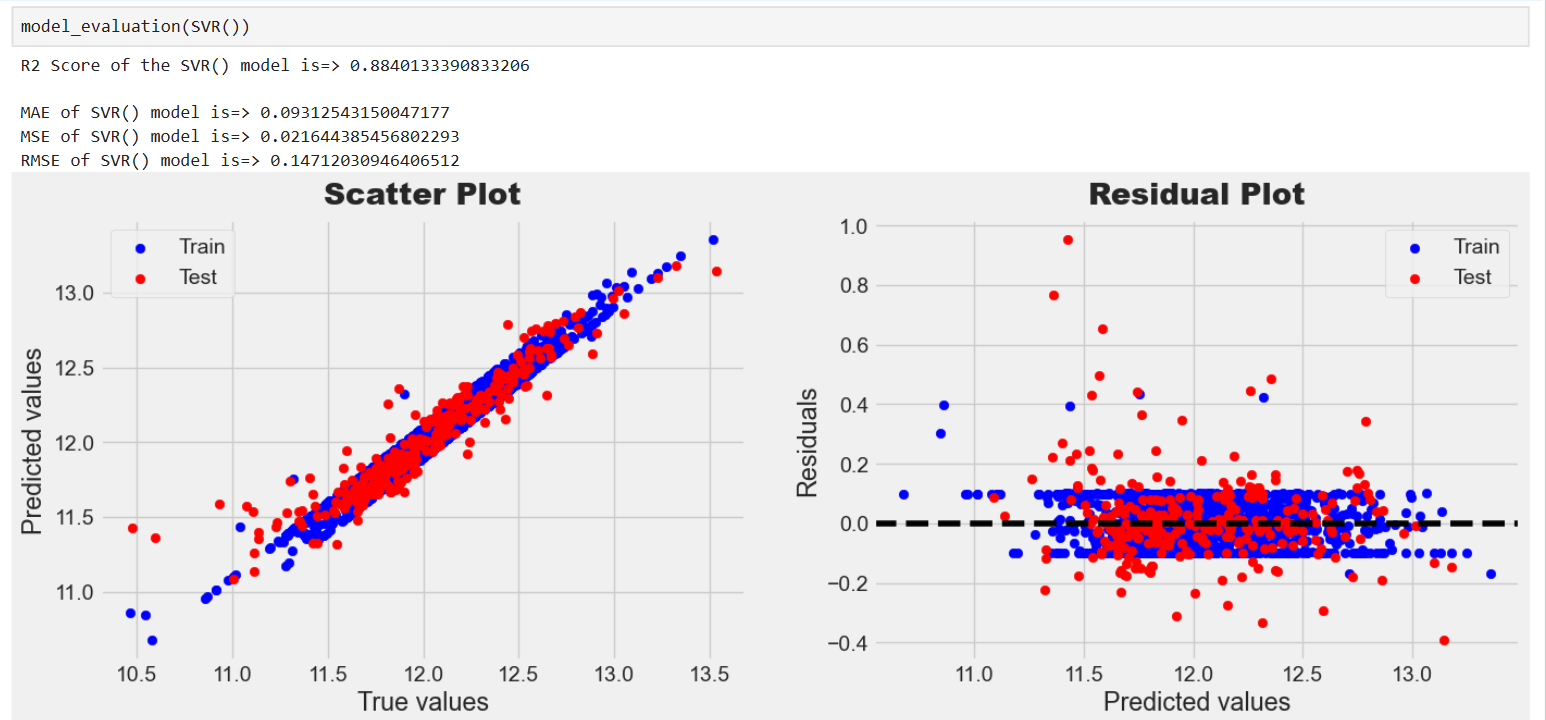 model_evaluation(SVR())
R2 Score of the SVR() model is=> 0.8840133390833206
MAE of SVR() model is=> 0.09312543150047177
MSE of SVR() model is=> 0.021644385456802293
RMSE of SVR() model is=> 0.14712030946406512
Scatter Plot
Train
Test
Predicted values
13.0
12.5
12.0
11.5
11.0
10.5 11.0 11.5 12.0 12.5 13.0 13.5
True values
Residual Plot
Train
Test
Residuals
1.0
0.8
0.6
0.4
0.2
0.0
−0.2
−0.4
11.0 11.5 12.0 12.5 13.0
Predicted values